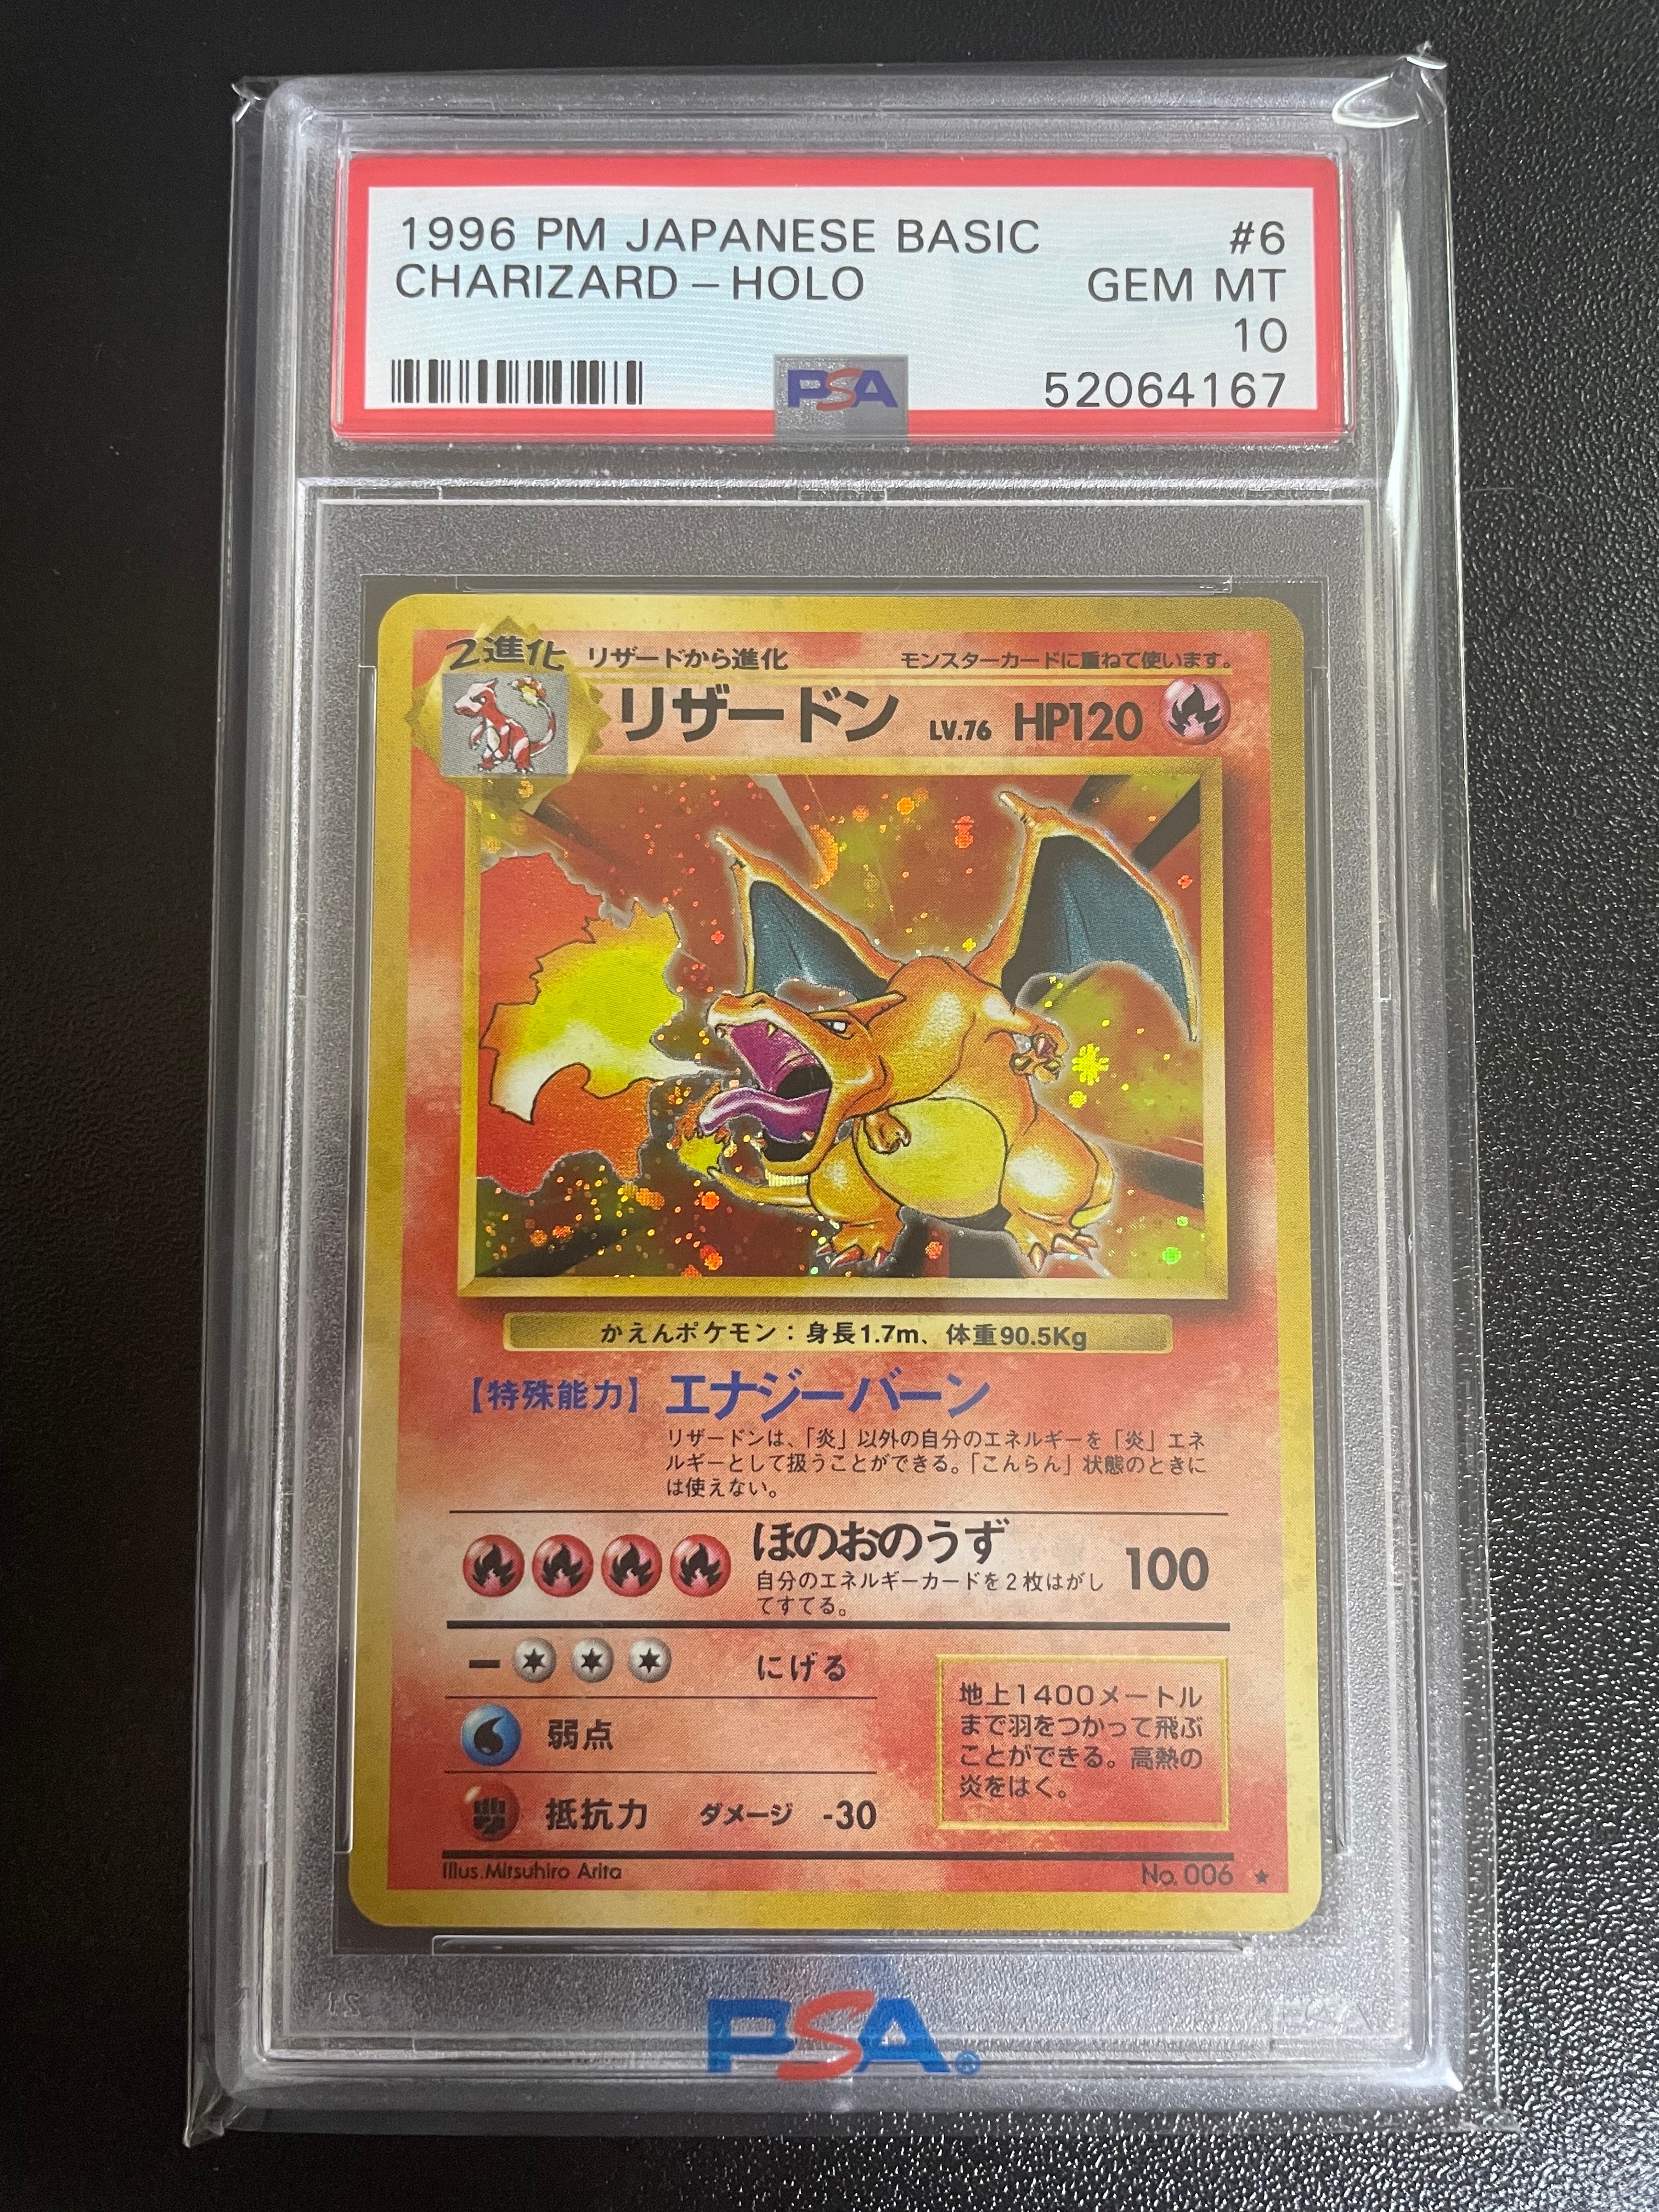 1996 PM JAPANESE BASIC #6
CHARIZARD–HOLO GEM MT
10
PSA 52064167
2進化 リザードから進化 モンスターカードに重ねて使います。
リザードン LV.76 HP120
かえんポケモン：身長1.7m、体重90.5Kg
【特殊能力】 エナジーバーン
リザードンは、「炎」以外の自分のエネルギーを「炎」エネ
ルギーとして扱うことができる。「こんらん」状態のときに
は使えない。
ほのおのうず 100
自分のエネルギーカードを2枚はがし
てすてる。
− にげる
弱点
抵抗力 ダメージ -30
地上1400メートル
まで羽をつかって飛ぶ
ことができる。高熱の
炎をはく。
Illus.Mitsuhiro Arita No. 006 ★
PSA®